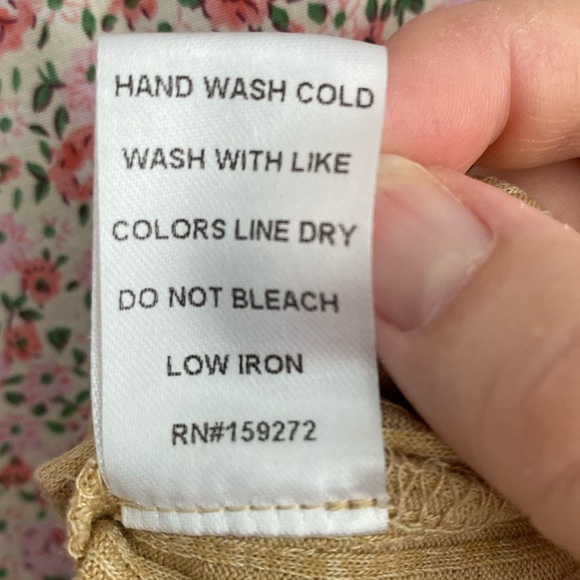 HAND WASH COLD
WASH WITH LIKE
COLORS LINE DRY
DO NOT BLEACH
LOW IRON
RN#159272